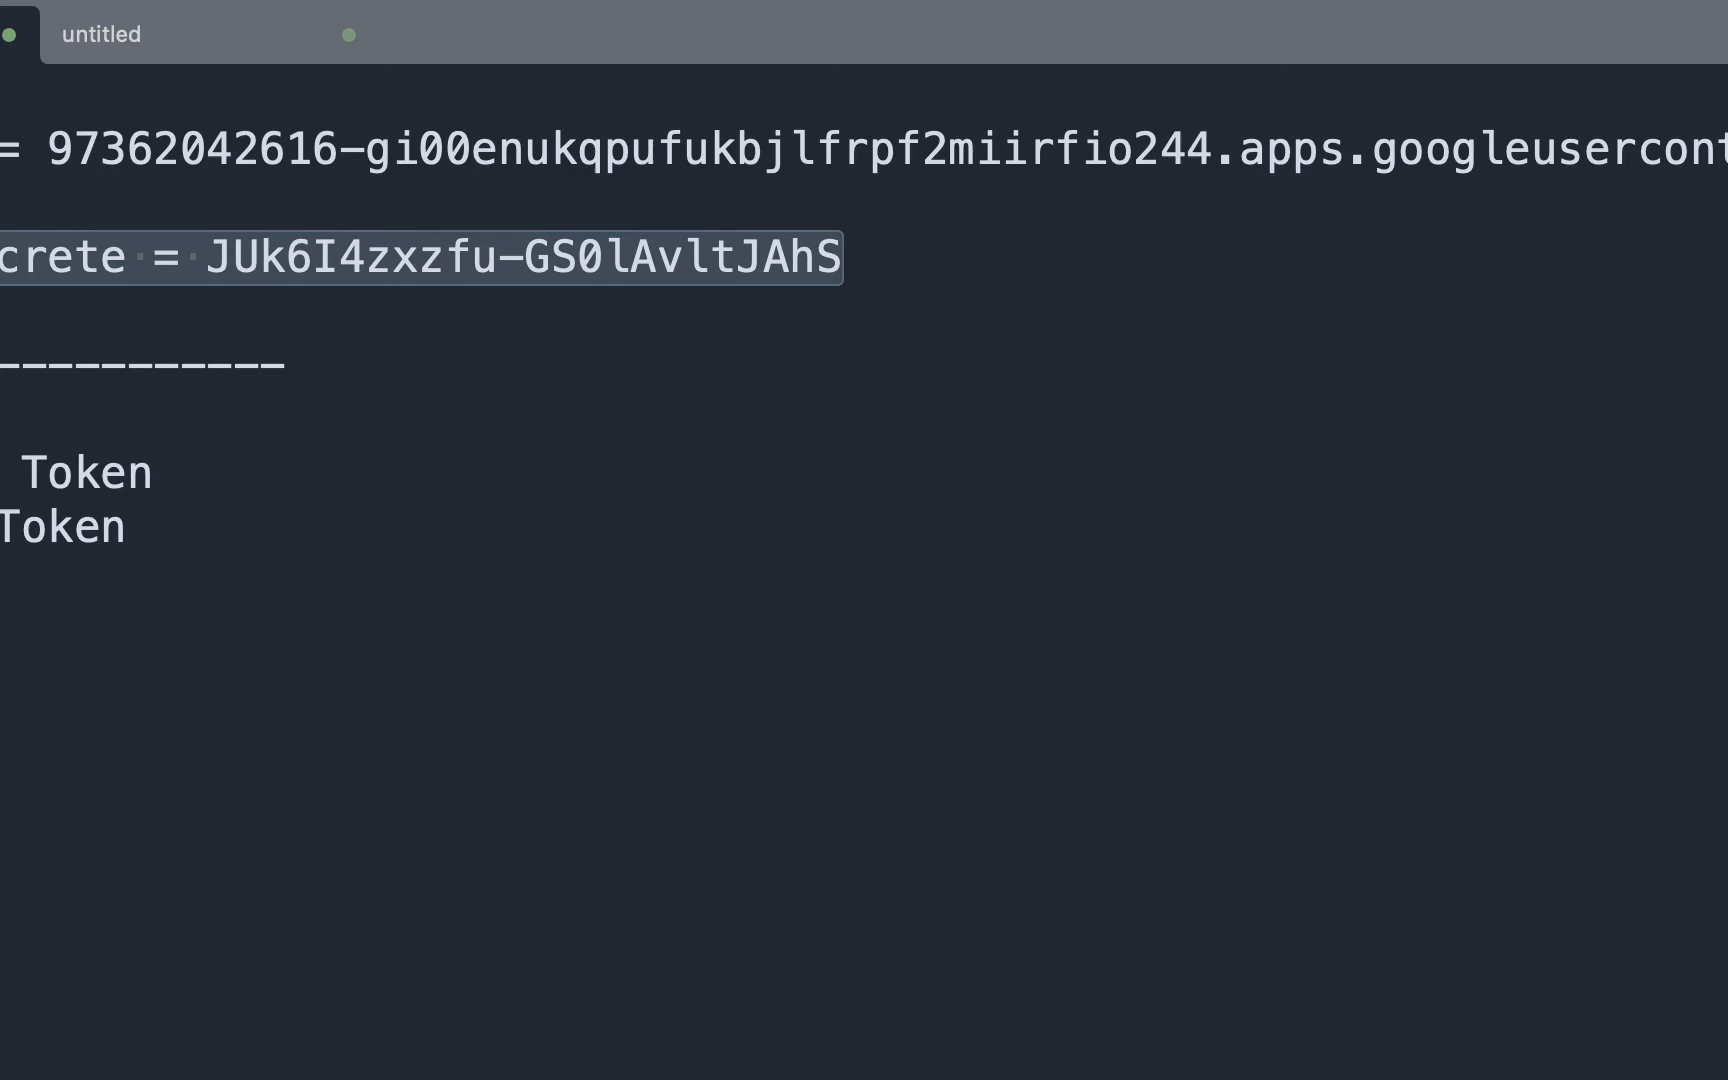 untitled
= 97362042616-gi00enukqpufukbjlfrpf2miirfio244.apps.googleusercont
crete = JUk6I4zxzfu-GS0lAvltJAhS
-----------
Token
Token